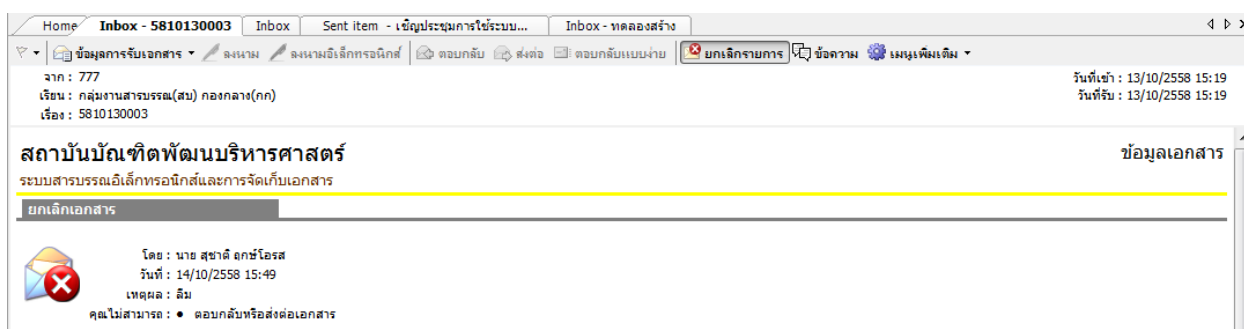 Home Inbox - 5810130003 Inbox Sent item - เชิญประชุมการใช้ระบบ... Inbox - ทดลองสร้าง
ข้อมูลการรับเอกสาร ลงนาม ลงนามอิเล็กทรอนิกส์ ตอบกลับ ส่งต่อ ตอบกลับแบบง่าย ยกเลิกรายการ ข้อความ เมนูเพิ่มเติม
จาก : 777 วันที่เข้า : 13/10/2558 15:19
เรียน : กลุ่มงานสารบรรณ(สบ) กองกลาง(กก) วันที่รับ : 13/10/2558 15:19
เรื่อง : 5810130003
สถาบันบัณฑิตพัฒนบริหารศาสตร์ ข้อมูลเอกสาร
ระบบสารบรรณอิเล็กทรอนิกส์และการจัดเก็บเอกสาร
ยกเลิกเอกสาร
โดย : นาย สุชาติ ฤกษ์โอรส
วันที่ : 14/10/2558 15:49
เหตุผล : ลืม
คุณไม่สามารถ : • ตอบกลับหรือส่งต่อเอกสาร